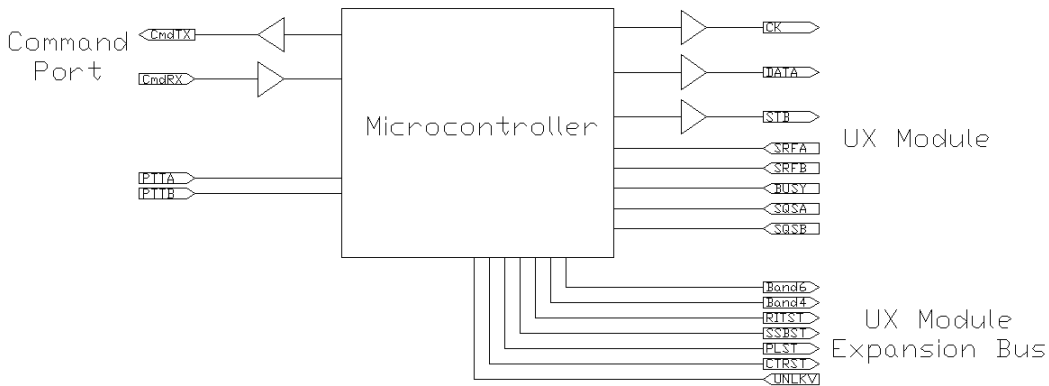 Command
Port
CmdTX
CmdRX
PTTA
PTTB
Microcontroller
CK
DATA
STB
SRFA
SRFB
BUSY
SQSA
SQSB
UX Module
Band6
Band4
RITST
SSBST
PLST
CTRST
UNLKV
UX Module
Expansion Bus